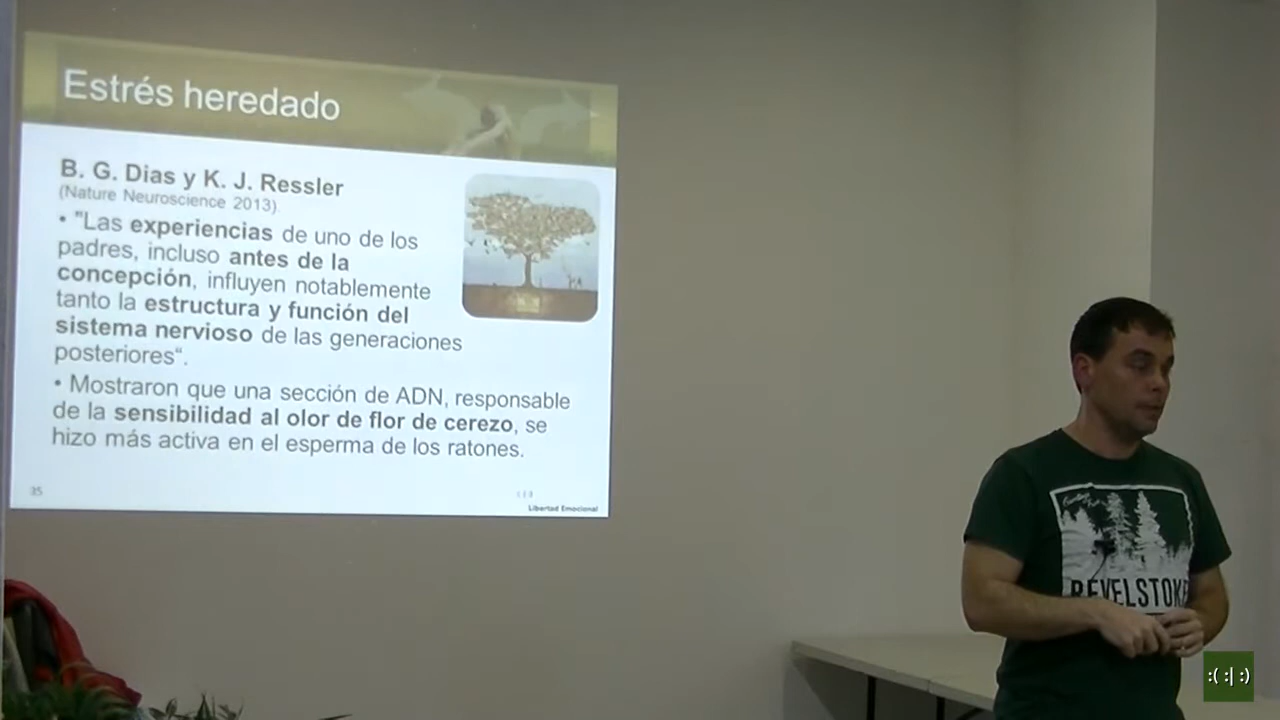 Estrés heredado
B. G. Dias y K. J. Ressler
(Nature Neuroscience 2013)
• "Las experiencias de uno de los
padres, incluso antes de la
concepción, influyen notablemente
tanto la estructura y función del
sistema nervioso de las generaciones
posteriores“.
• Mostraron que una sección de ADN, responsable
de la sensibilidad al olor de flor de cerezo, se
hizo más activa en el esperma de los ratones.
35
Libertad Emocional
REVELSTOKE
:( :| :)